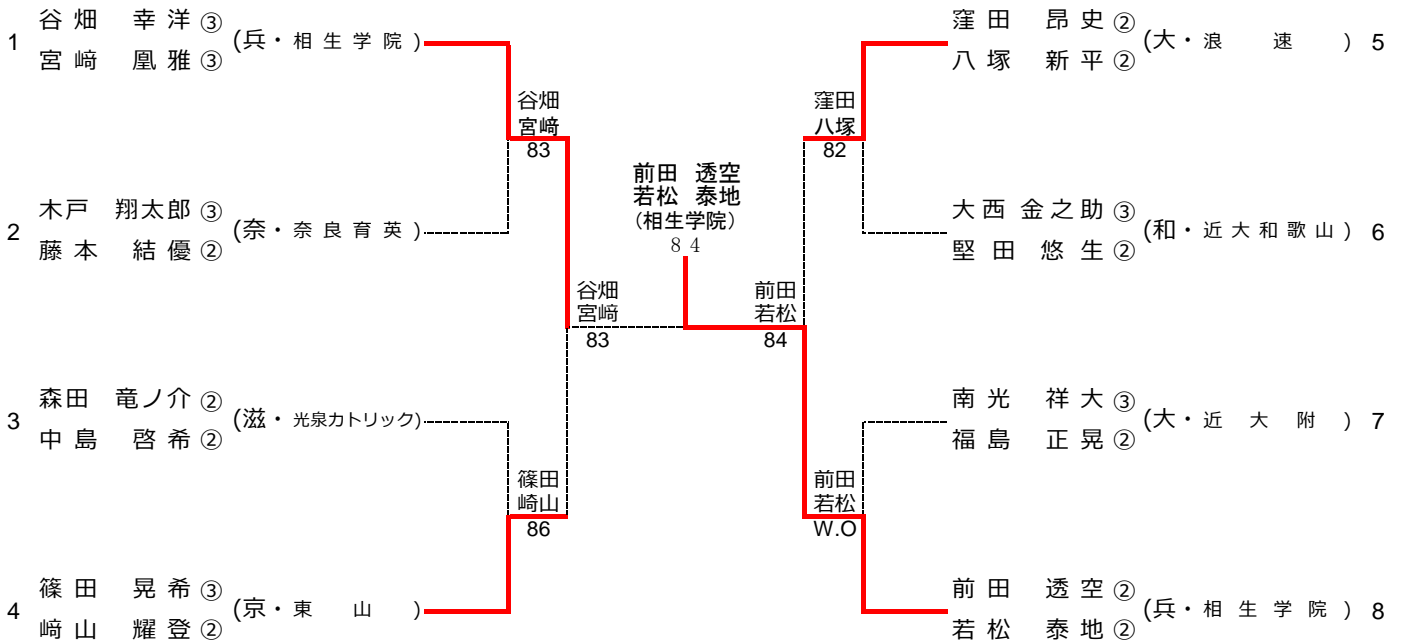 1 谷畑 幸洋③ (兵・相生学院)
宮﨑 凰雅③
谷畑
宮﨑
83
2 木戸 翔太郎③ (奈・奈良育英)
藤本 結優②
谷畑
宮﨑
83
3 森田 竜ノ介② (滋・光泉カトリック)
中島 啓希②
篠田
崎山
86
4 篠田 晃希③ (京・東山)
﨑山 耀登②
前田 透空
若松 泰地
(相生学院)
84
窪田 昂史② (大・浪速) 5
八塚 新平②
窪田
八塚
82
大西 金之助③ (和・近大和歌山) 6
堅田 悠生②
前田
若松
84
南光 祥大③ (大・近大附) 7
福島 正晃②
前田
若松
W.O
前田 透空② (兵・相生学院) 8
若松 泰地②